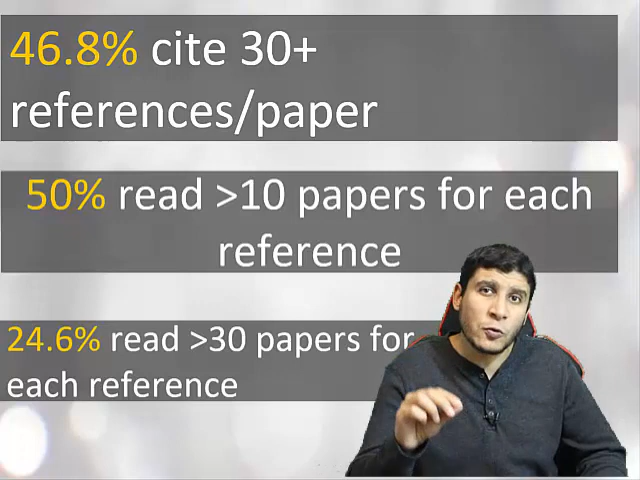 46.8% cite 30+
references/paper
50% read >10 papers for each
reference
24.6% read >30 papers for
each reference